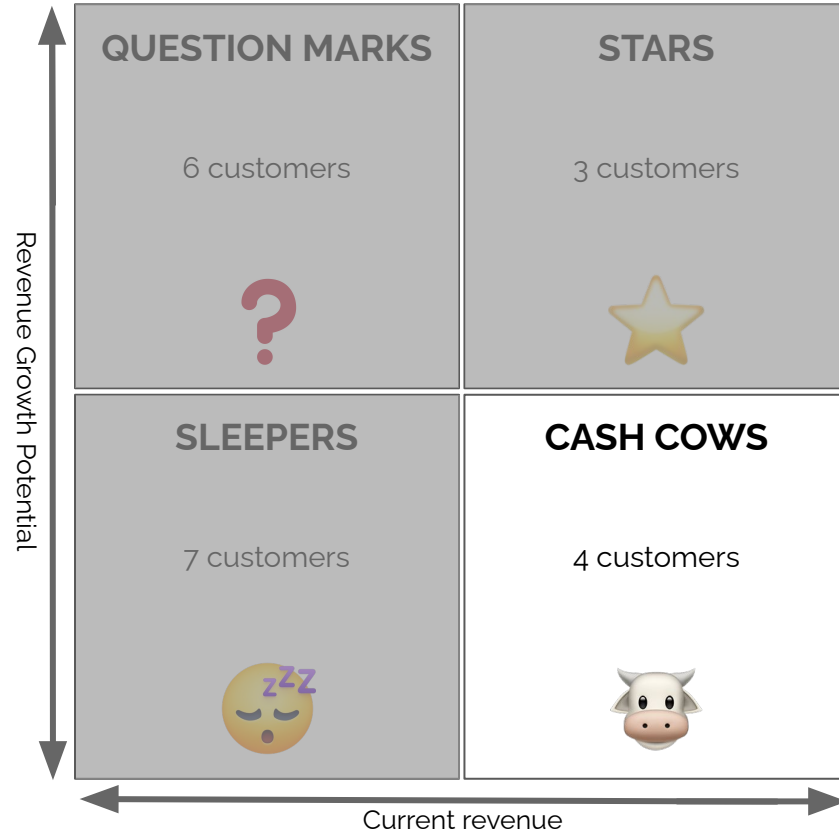 QUESTION MARKS
6 customers
STARS
3 customers
Revenue Growth Potential
SLEEPERS
7 customers
zzz
CASH COWS
4 customers
Current revenue